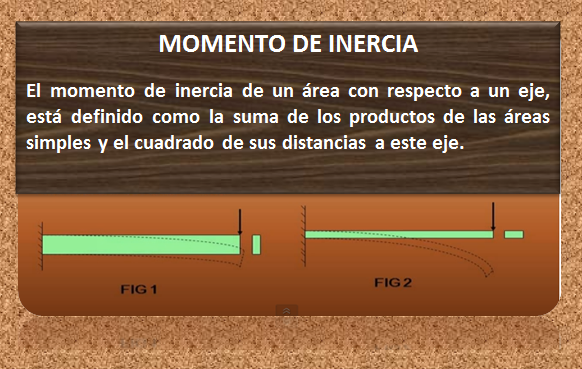 MOMENTO DE INERCIA
El momento de inercia de un área con respecto a un eje,
está definido como la suma de los productos de las áreas
simples y el cuadrado de sus distancias a este eje.
FIG 1
FIG 2